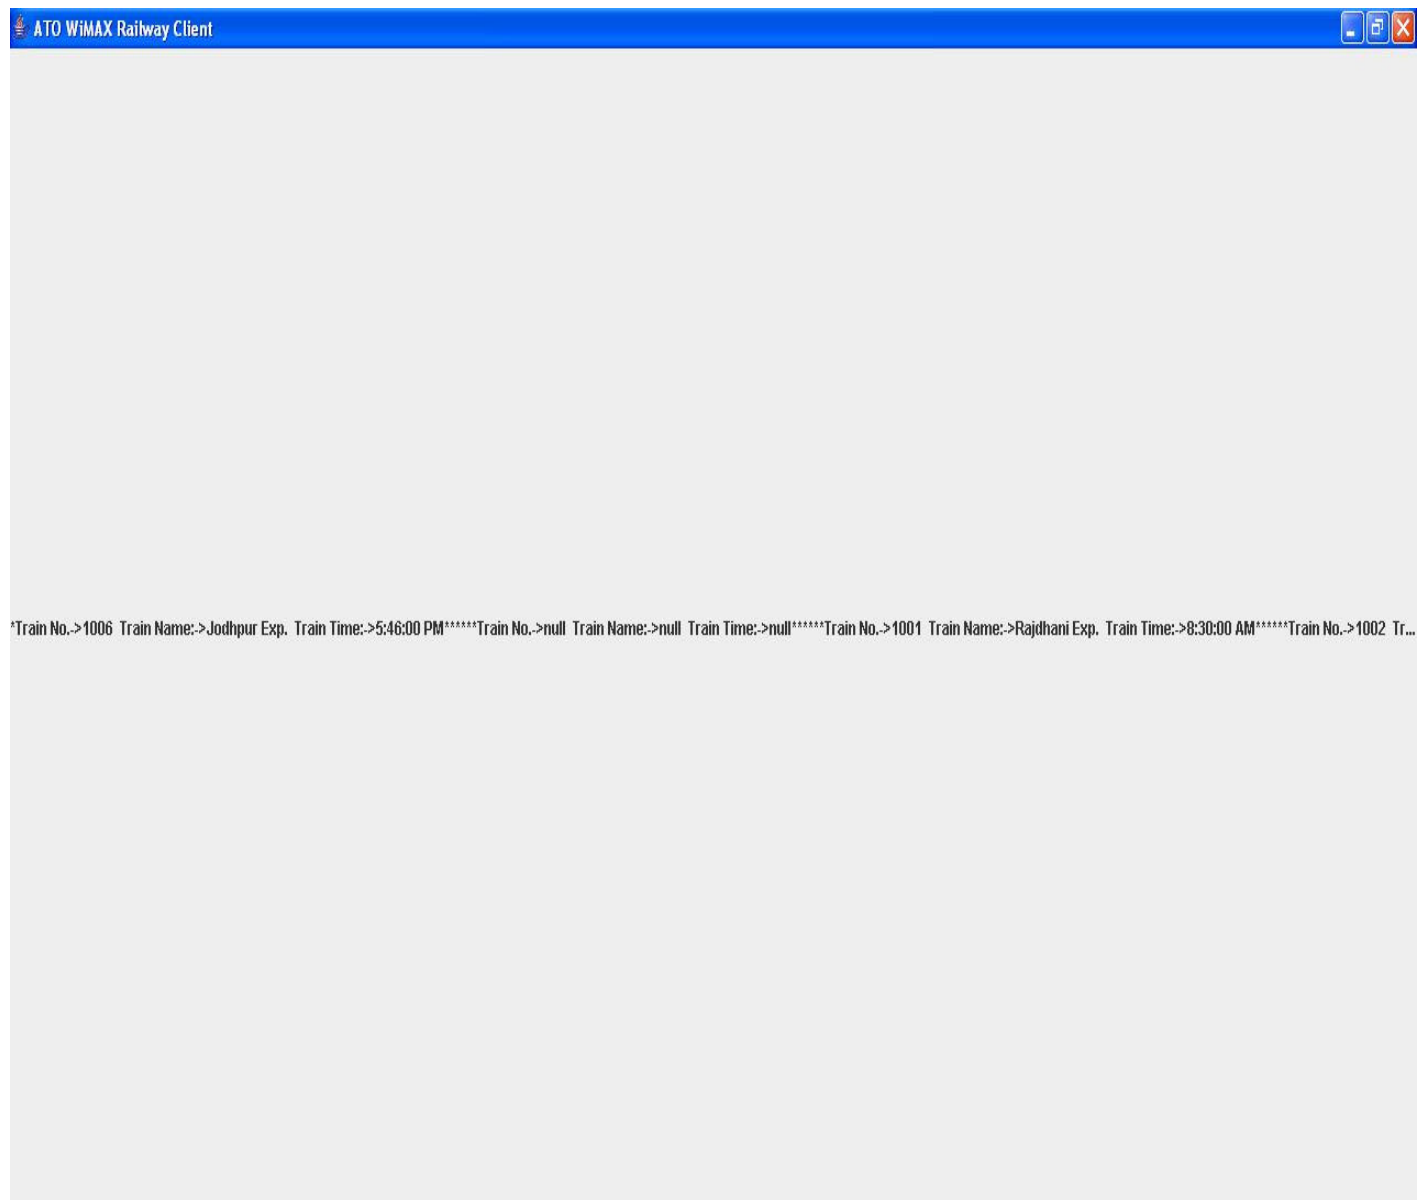 ATO WiMAX Railway Client
*Train No.->1006 Train Name:->Jodhpur Exp. Train Time:->5:46:00 PM******Train No.->null Train Name:->null Train Time:->null******Train No.->1001 Train Name:->Rajdhani Exp. Train Time:->8:30:00 AM******Train No.->1002 Tr...